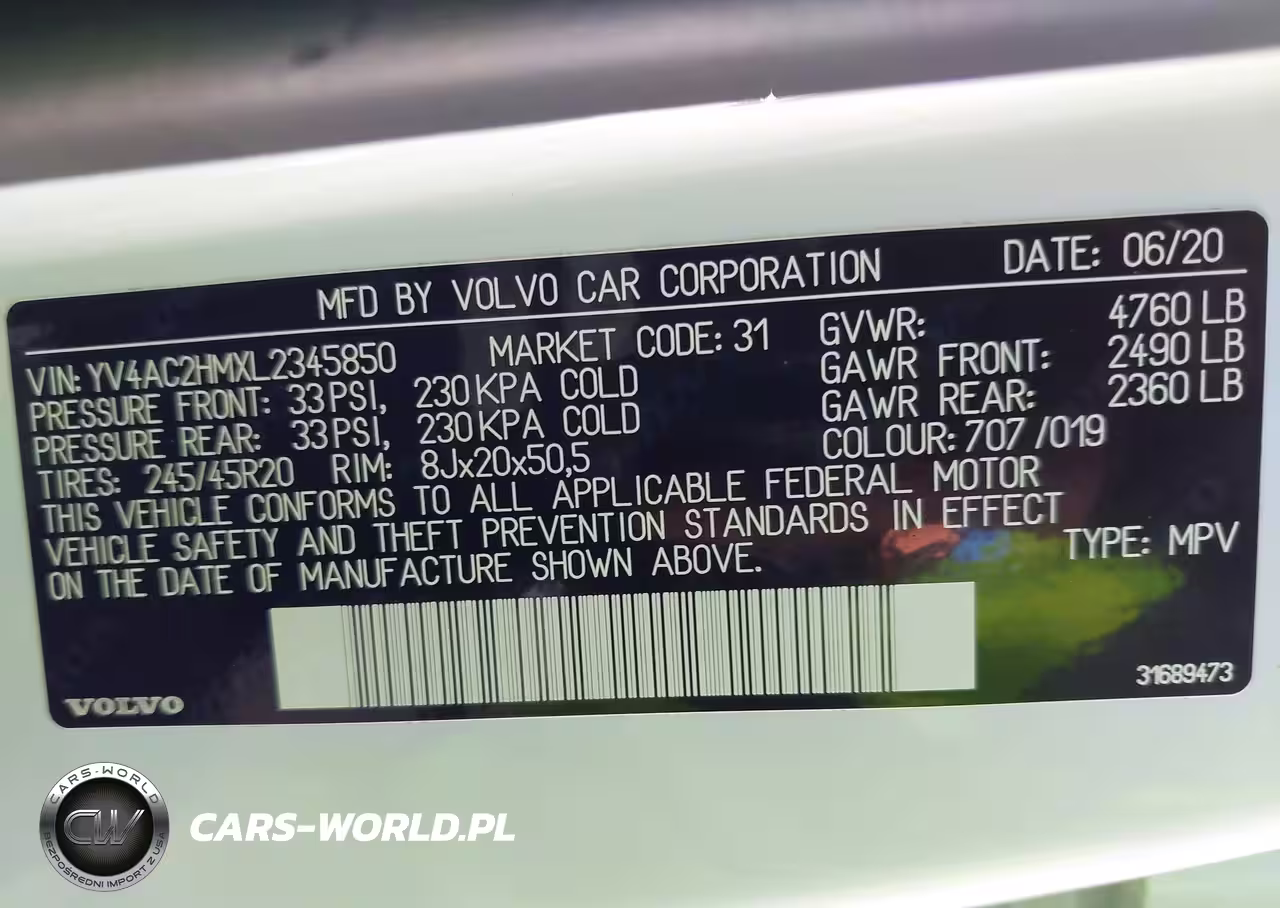 MFD BY VOLVO CAR CORPORATION DATE: 06/20
VIN: YV4AC2HMXL2345850 MARKET CODE: 31 GVWR: 4760 LB
PRESSURE FRONT: 33 PSI, 230 KPA COLD GAWR FRONT: 2490 LB
PRESSURE REAR: 33 PSI, 230 KPA COLD GAWR REAR: 2360 LB
TIRES: 245/45R20 RIM: 8Jx20x50,5 COLOUR: 707 /019
THIS VEHICLE CONFORMS TO ALL APPLICABLE FEDERAL MOTOR
VEHICLE SAFETY AND THEFT PREVENTION STANDARDS IN EFFECT
ON THE DATE OF MANUFACTURE SHOWN ABOVE. TYPE: MPV
31689473
VOLVO
CARS-WORLD
CW
BEZPOŚREDNI IMPORT Z USA
CARS-WORLD.PL